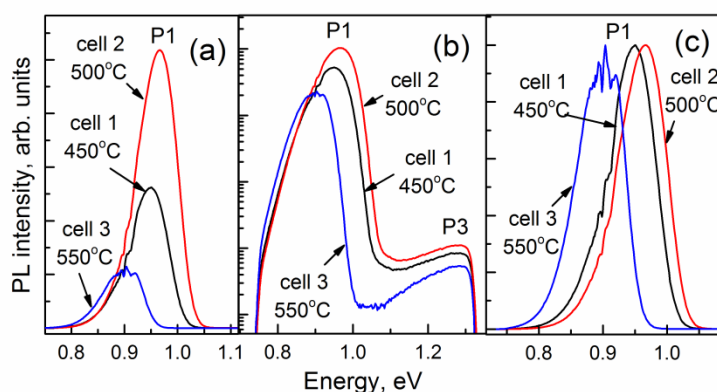 PL intensity, arb. units
P1
(a)
cell 2
500°C
cell 1
450°C
cell 3
550°C
0.8 0.9 1.0 1.1
P1
(b)
cell 2
500°C
cell 1
450°C
P3
cell 3
550°C
0.8 1.0 1.2
P1
(c)
cell 1
450°C
cell 2
500°C
cell 3
550°C
0.8 0.9 1.0
Energy, eV